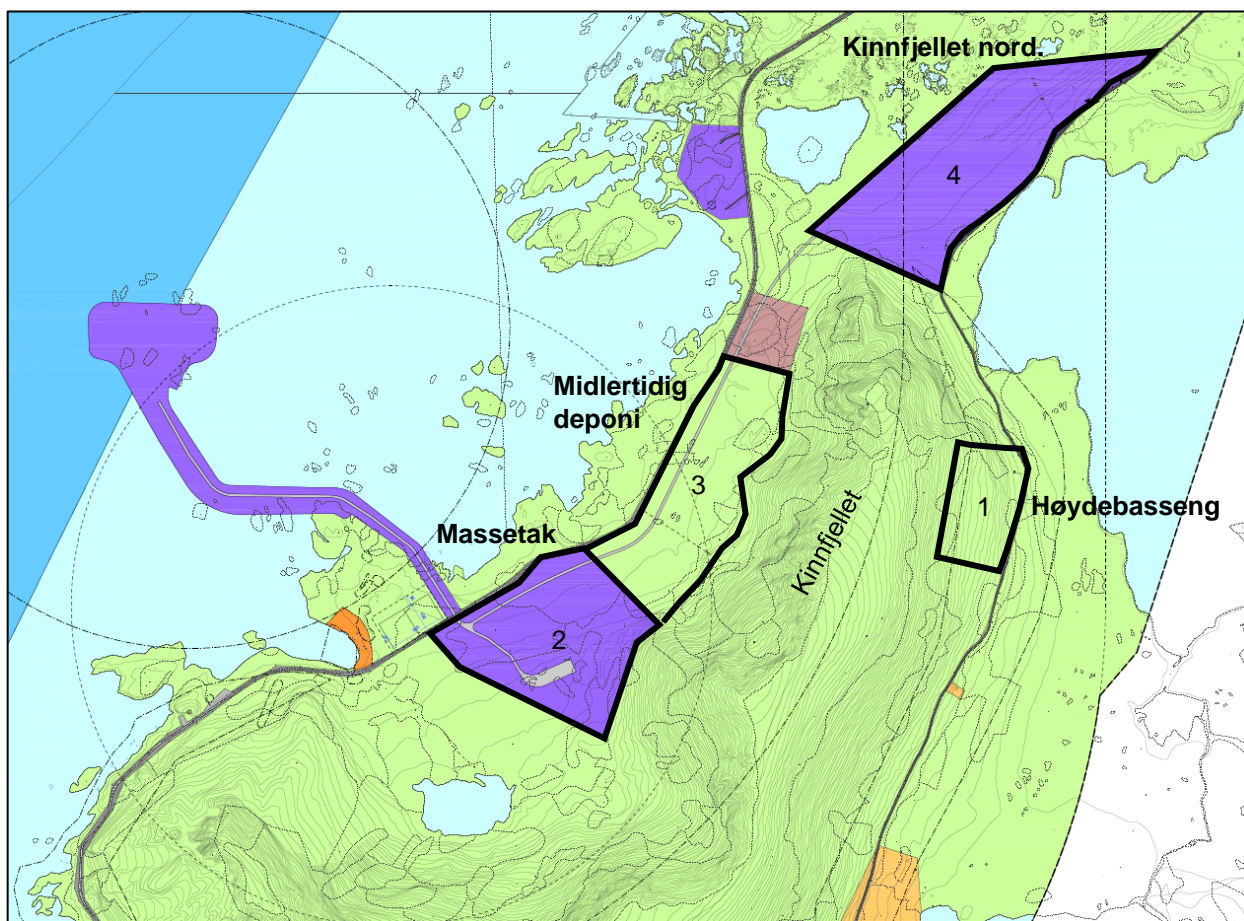 Kinnfjellet nord.
4
Midlertidig
deponi
3
Kinnfjellet
1
Høydebasseng
Massetak
2